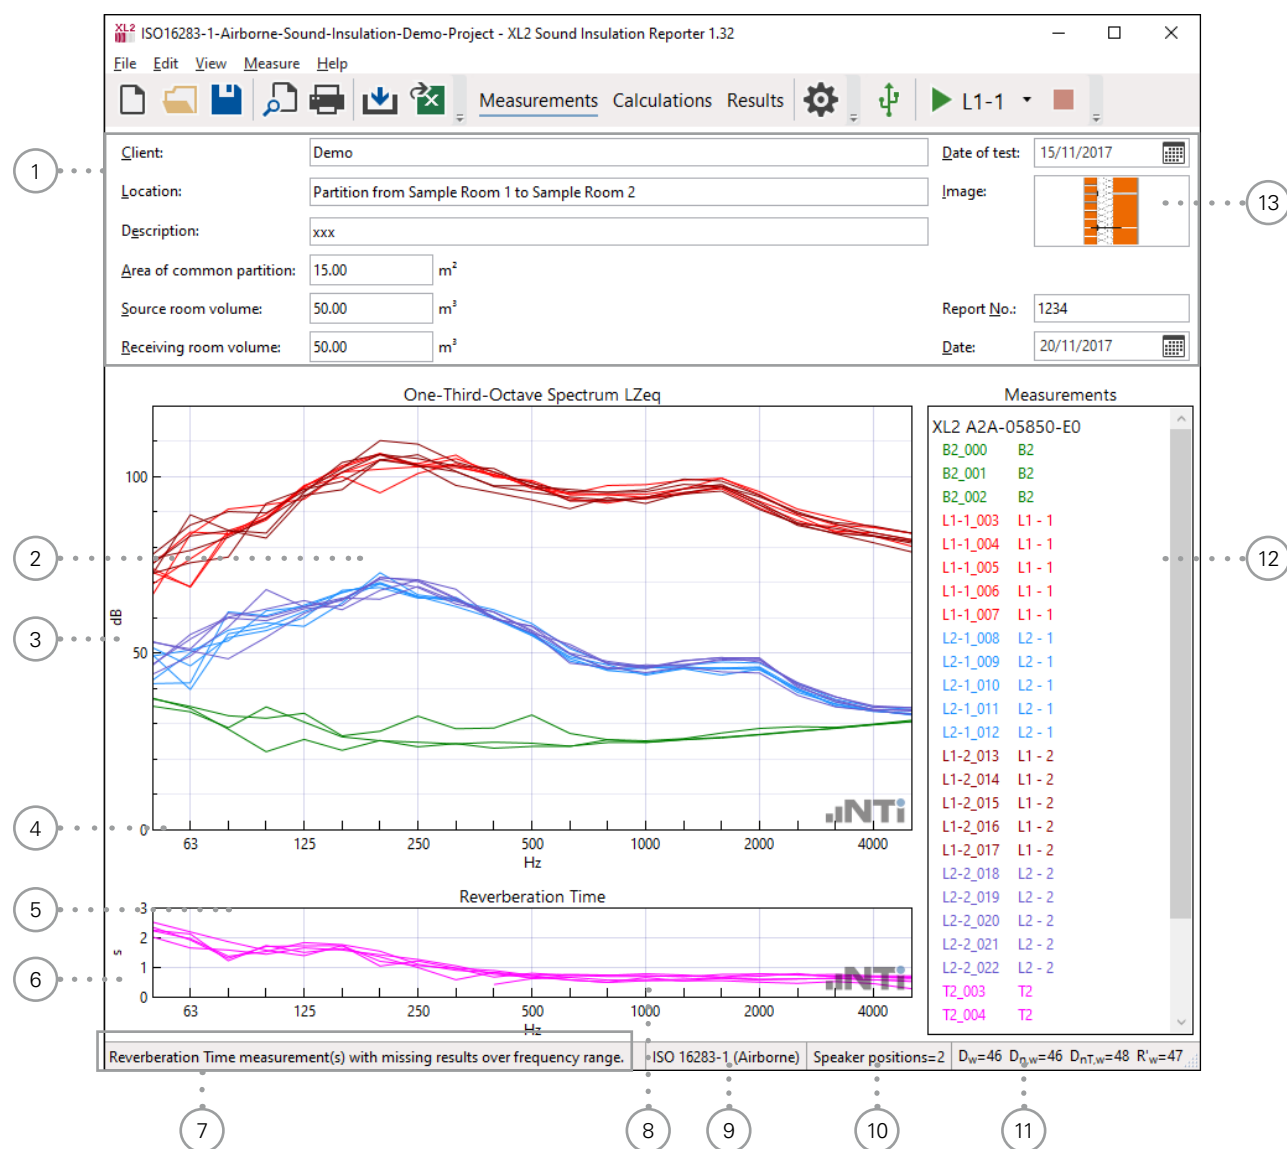 XL2 ISO16283-1-Airborne-Sound-Insulation-Demo-Project - XL2 Sound Insulation Reporter 1.32
File Edit View Measure Help
Measurements Calculations Results L1-1
1
Client: Demo Date of test: 15/11/2017
Location: Partition from Sample Room 1 to Sample Room 2 Image:
13
Description: xxx
Area of common partition: 15.00 m²
Source room volume: 50.00 m³ Report No.: 1234
Receiving room volume: 50.00 m³ Date: 20/11/2017
One-Third-Octave Spectrum LZeq
100
50
0
dB
63 125 250 500 1000 2000 4000
Hz
NTi
2
3
4
Measurements
XL2 A2A-05850-E0
B2_000 B2
B2_001 B2
B2_002 B2
L1-1_003 L1 - 1
L1-1_004 L1 - 1
L1-1_005 L1 - 1
L1-1_006 L1 - 1
L1-1_007 L1 - 1
L2-1_008 L2 - 1
L2-1_009 L2 - 1
L2-1_010 L2 - 1
L2-1_011 L2 - 1
L2-1_012 L2 - 1
L1-2_013 L1 - 2
L1-2_014 L1 - 2
L1-2_015 L1 - 2
L1-2_016 L1 - 2
L1-2_017 L1 - 2
L2-2_018 L2 - 2
L2-2_019 L2 - 2
L2-2_020 L2 - 2
L2-2_021 L2 - 2
L2-2_022 L2 - 2
T2_003 T2
T2_004 T2
12
Reverberation Time
3
2
1
0
s
63 125 250 500 1000 2000 4000
Hz
NTi
5
6
Reverberation Time measurement(s) with missing results over frequency range. ISO 16283-1 (Airborne) Speaker positions=2 Dw=46 Dn,w=46 DnT,w=48 R'w=47
7 8 9 10 11